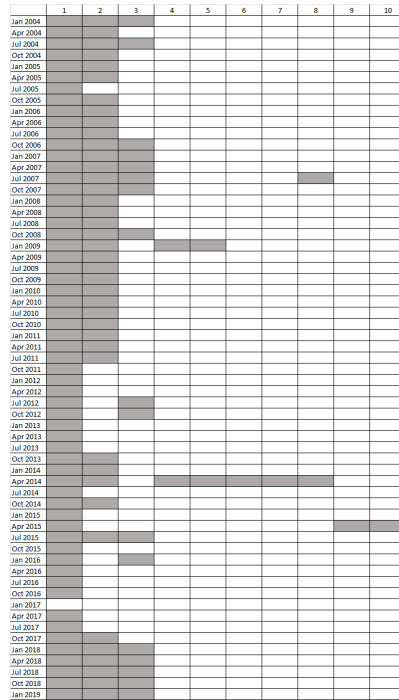 1 2 3 4 5 6 7 8 9 10
Jan 2004
Apr 2004
Jul 2004
Oct 2004
Jan 2005
Apr 2005
Jul 2005
Oct 2005
Jan 2006
Apr 2006
Jul 2006
Oct 2006
Jan 2007
Apr 2007
Jul 2007
Oct 2007
Jan 2008
Apr 2008
Jul 2008
Oct 2008
Jan 2009
Apr 2009
Jul 2009
Oct 2009
Jan 2010
Apr 2010
Jul 2010
Oct 2010
Jan 2011
Apr 2011
Jul 2011
Oct 2011
Jan 2012
Apr 2012
Jul 2012
Oct 2012
Jan 2013
Apr 2013
Jul 2013
Oct 2013
Jan 2014
Apr 2014
Jul 2014
Oct 2014
Jan 2015
Apr 2015
Jul 2015
Oct 2015
Jan 2016
Apr 2016
Jul 2016
Oct 2016
Jan 2017
Apr 2017
Jul 2017
Oct 2017
Jan 2018
Apr 2018
Jul 2018
Oct 2018
Jan 2019